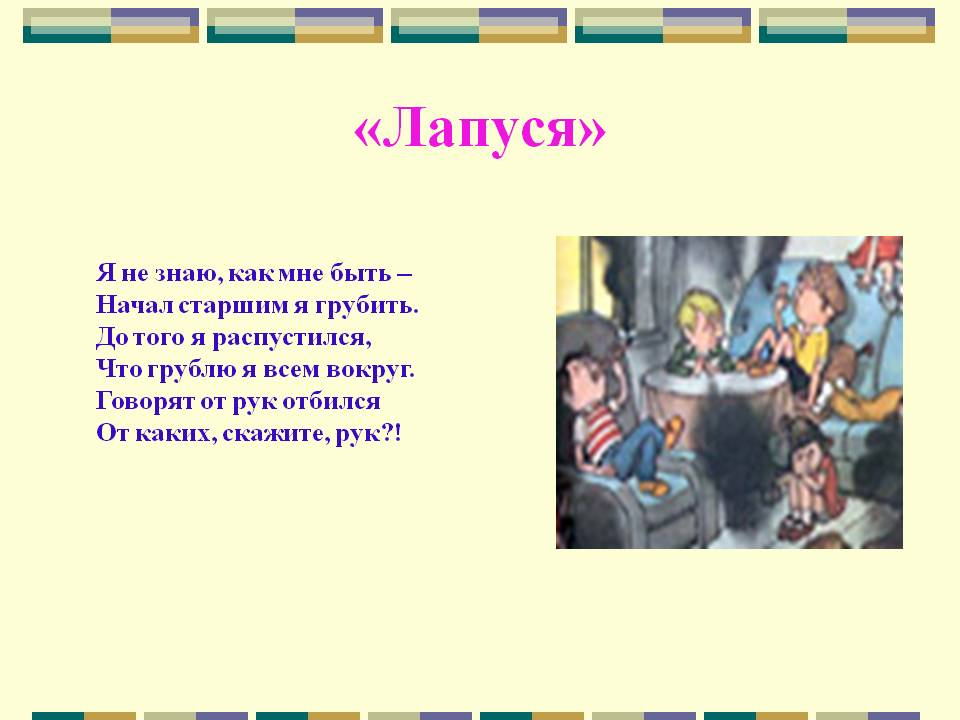 «Лапуся»
Я не знаю, как мне быть –
Начал старшим я грубить.
До того я распустился,
Что грублю я всем вокруг.
Говорят от рук отбился
От каких, скажите, рук?!